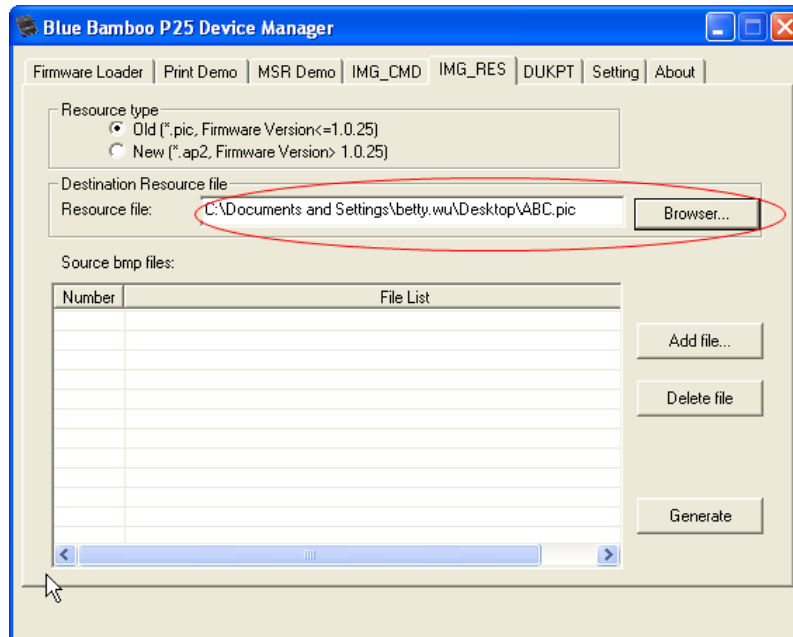 Blue Bamboo P25 Device Manager
Firmware Loader Print Demo MSR Demo IMG_CMD IMG_RES DUKPT Setting About
Resource type
Old (*.pic, Firmware Version<=1.0.25)
New (*.ap2, Firmware Version> 1.0.25)
Destination Resource file
Resource file: C:\Documents and Settings\betty.wu\Desktop\ABC.pic Browser...
Source bmp files:
Number File List
Add file...
Delete file
Generate